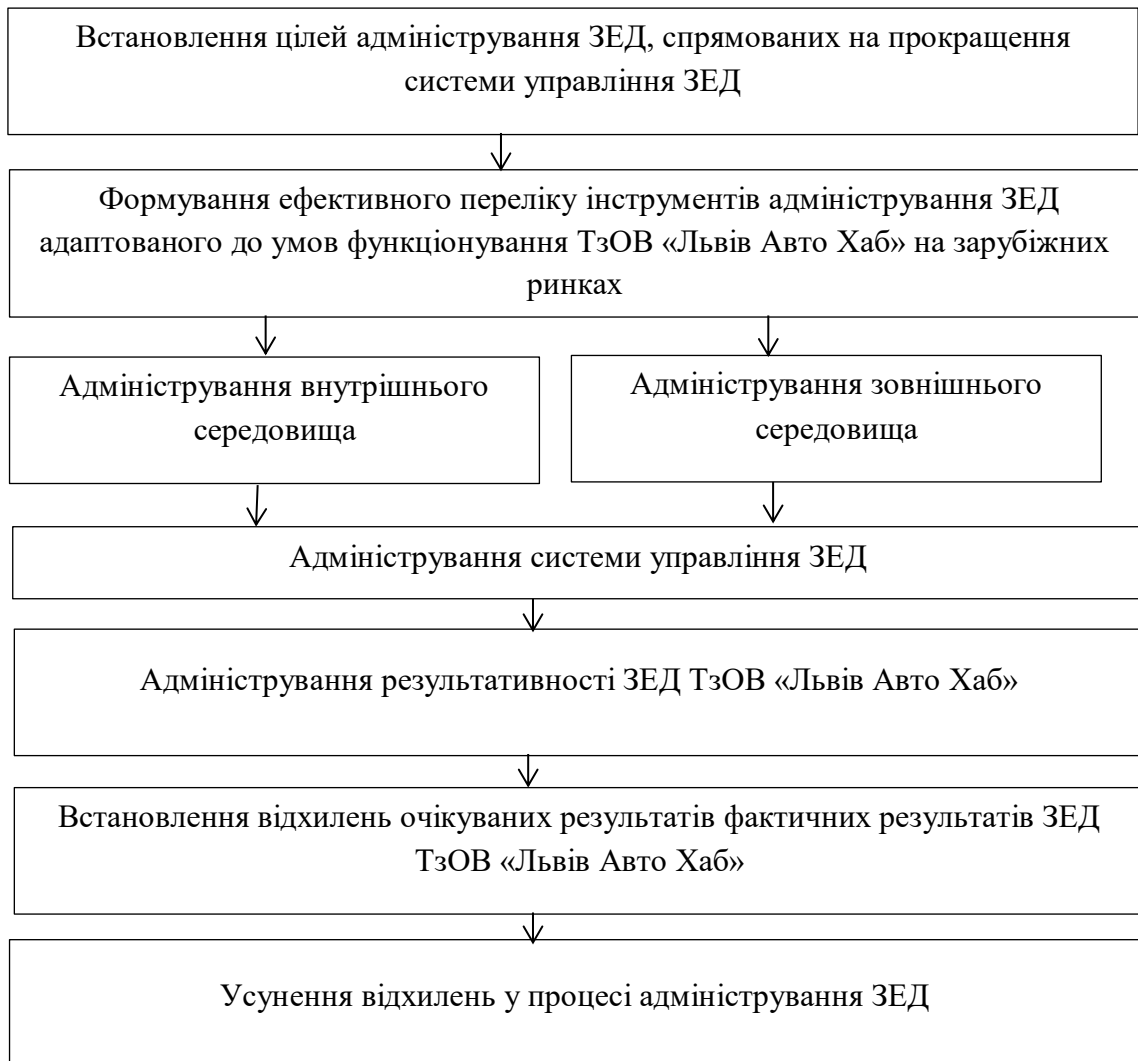 Встановлення цілей адміністрування ЗЕД, спрямованих на прокращення
системи управління ЗЕД
Формування ефективного переліку інструментів адміністрування ЗЕД
адаптованого до умов функціонування ТзОВ «Львів Авто Хаб» на зарубіжних
ринках
Адміністрування внутрішнього
середовища
Адміністрування зовнішнього
середовища
Адміністрування системи управління ЗЕД
Адміністрування результативності ЗЕД ТзОВ «Львів Авто Хаб»
Встановлення відхилень очікуваних результатів фактичних результатів ЗЕД
ТзОВ «Львів Авто Хаб»
Усунення відхилень у процесі адміністрування ЗЕД